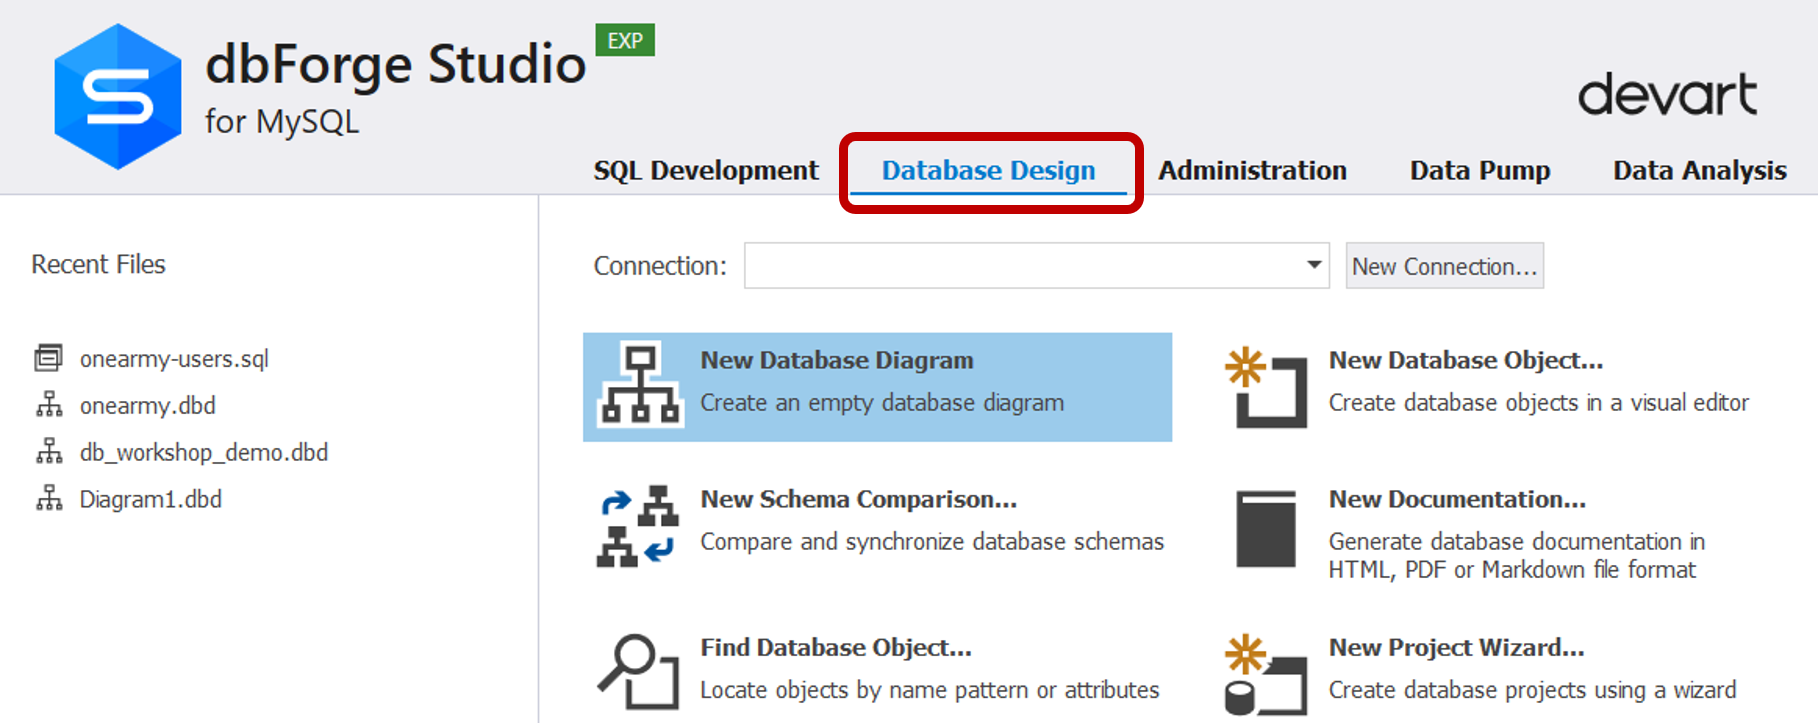 dbForge Studio
EXP
for MySQL
devart
SQL Development
Database Design
Administration
Data Pump
Data Analysis
Recent Files
onearmy-users.sql
onearmy.dbd
db_workshop_demo.dbd
Diagram1.dbd
Connection:
New Connection...
New Database Diagram
Create an empty database diagram
New Database Object...
Create database objects in a visual editor
New Schema Comparison...
Compare and synchronize database schemas
New Documentation...
Generate database documentation in
HTML, PDF or Markdown file format
Find Database Object...
Locate objects by name pattern or attributes
New Project Wizard...
Create database projects using a wizard